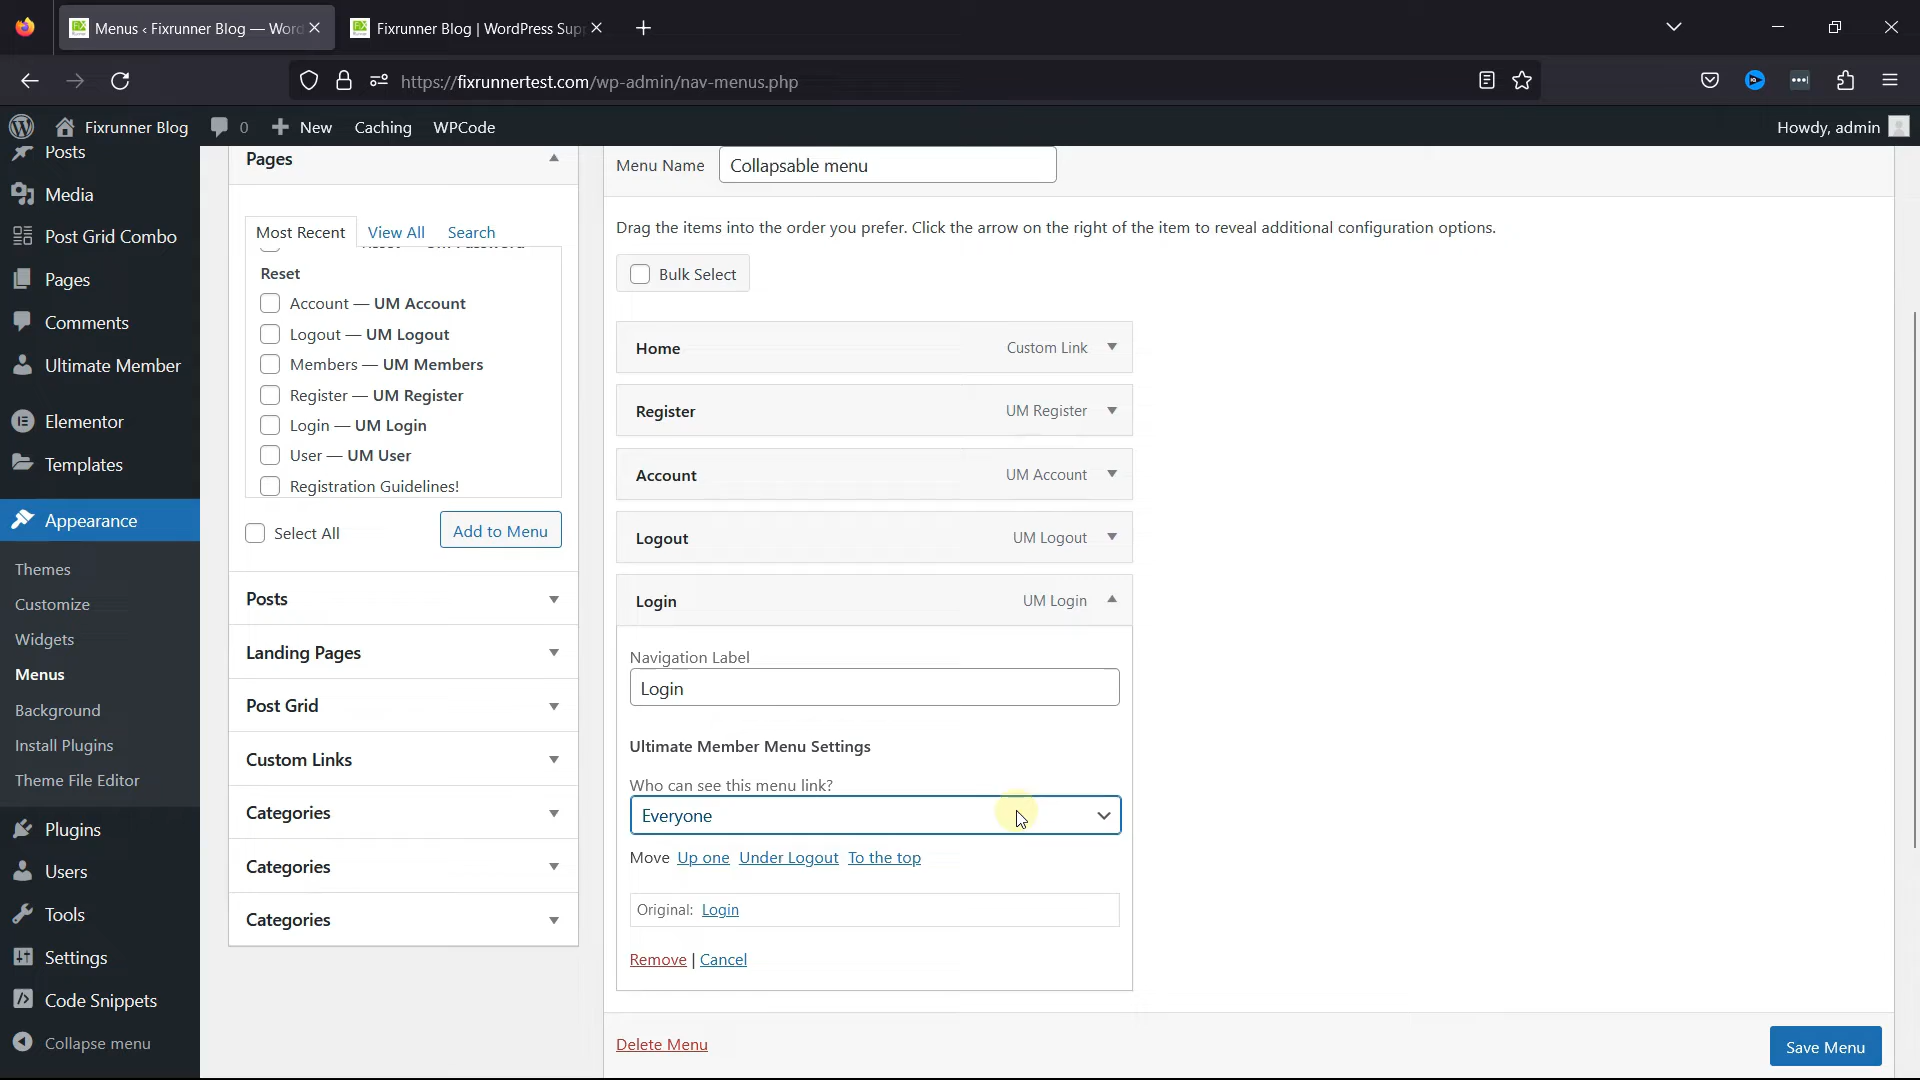 Menus ‹ Fixrunner Blog — Word
Fixrunner Blog | WordPress Sup
https://fixrunnertest.com/wp-admin/nav-menus.php
Fixrunner Blog
0
New
Caching
WPCode
Howdy, admin
Posts
Media
Post Grid Combo
Pages
Comments
Ultimate Member
Elementor
Templates
Appearance
Themes
Customize
Widgets
Menus
Background
Install Plugins
Theme File Editor
Plugins
Users
Tools
Settings
Code Snippets
Collapse menu
Pages
Most Recent
View All
Search
Reset
Account — UM Account
Logout — UM Logout
Members — UM Members
Register — UM Register
Login — UM Login
User — UM User
Registration Guidelines!
Select All
Add to Menu
Posts
Landing Pages
Post Grid
Custom Links
Categories
Categories
Categories
Menu Name
Collapsable menu
Drag the items into the order you prefer. Click the arrow on the right of the item to reveal additional configuration options.
Bulk Select
Home
Custom Link
Register
UM Register
Account
UM Account
Logout
UM Logout
Login
UM Login
Navigation Label
Login
Ultimate Member Menu Settings
Who can see this menu link?
Everyone
Move Up one Under Logout To the top
Original: Login
Remove | Cancel
Delete Menu
Save Menu